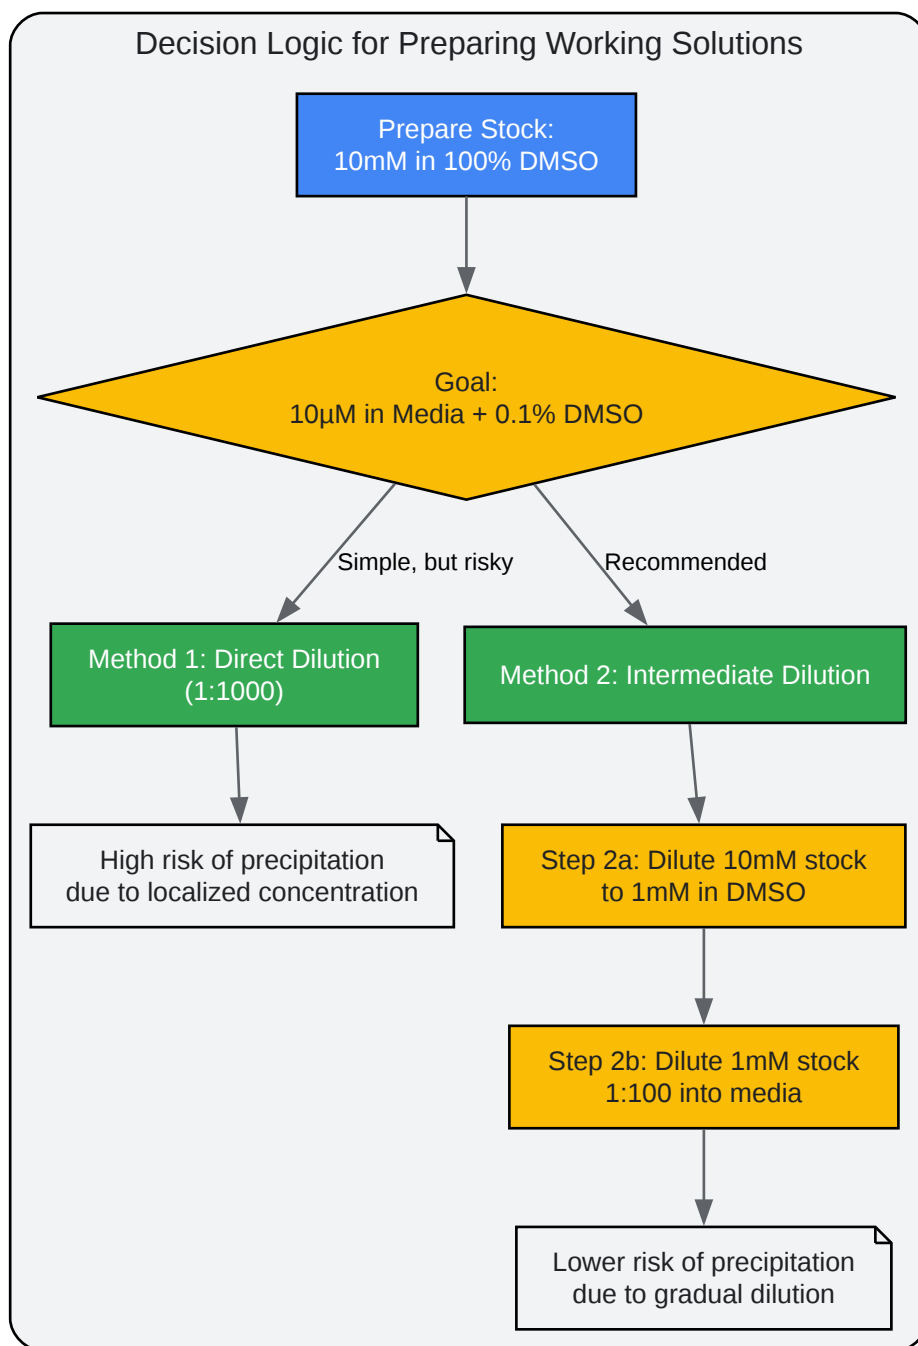 Decision Logic for Preparing Working Solutions
Prepare Stock:
10mM in 100% DMSO
Goal:
10µM in Media + 0.1% DMSO
Simple, but risky
Recommended
Method 1: Direct Dilution
(1:1000)
Method 2: Intermediate Dilution
High risk of precipitation
due to localized concentration
Step 2a: Dilute 10mM stock
to 1mM in DMSO
Step 2b: Dilute 1mM stock
1:100 into media
Lower risk of precipitation
due to gradual dilution